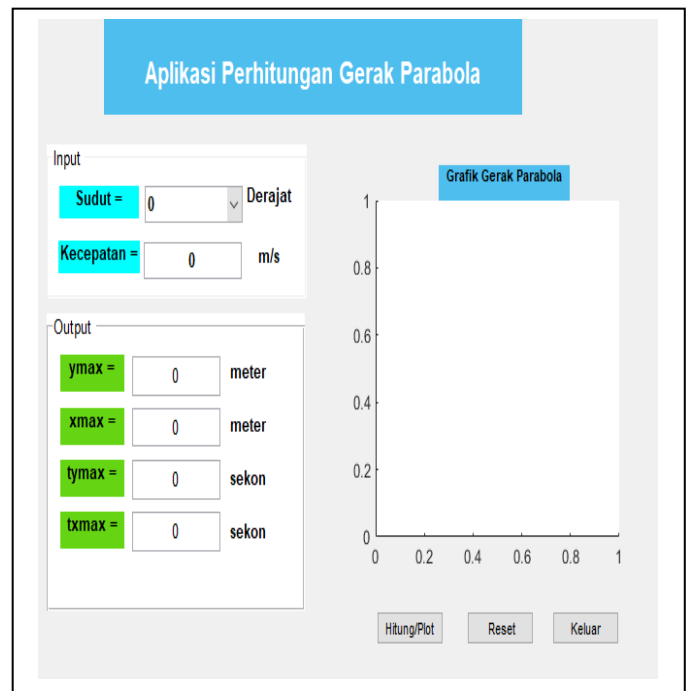 Aplikasi Perhitungan Gerak Parabola
Input
Sudut = 0 Derajat
Kecepatan = 0 m/s
Output
ymax = 0 meter
xmax = 0 meter
tymax = 0 sekon
txmax = 0 sekon
Grafik Gerak Parabola
1
0.8
0.6
0.4
0.2
0
0 0.2 0.4 0.6 0.8 1
Hitung/Plot Reset Keluar